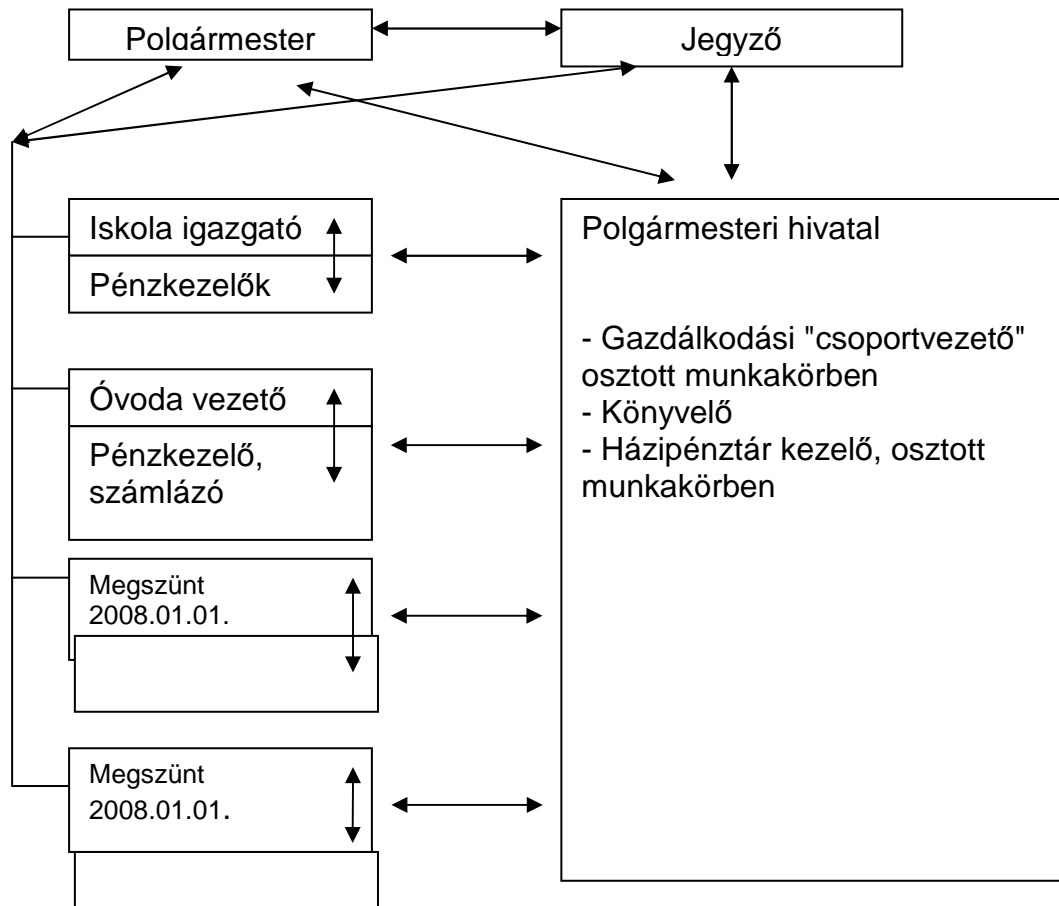 Polgármester
Jegyző
Iskola igazgató
Pénzkezelők
Óvoda vezető
Pénzkezelő,
számlázó
Megszünt
2008.01.01.
Megszünt
2008.01.01.
Polgármesteri hivatal
- Gazdálkodási "csoportvezető"
osztott munkakörben
- Könyvelő
- Házipénztár kezelő, osztott
munkakörben